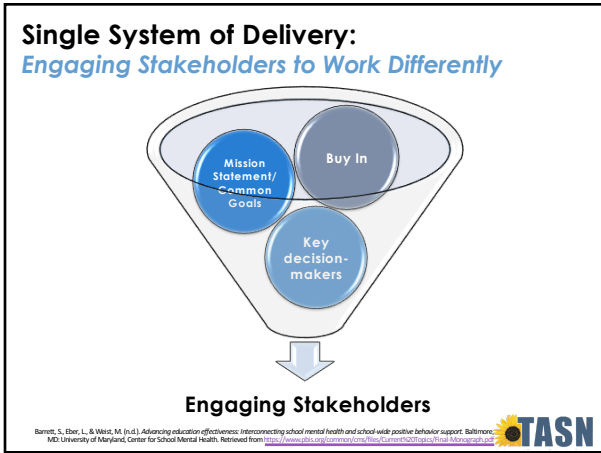 Single System of Delivery:
Engaging Stakeholders to Work Differently
Buy In
Mission
Statement/
Common
Goals
Key
decision-
makers
Engaging Stakeholders
Barrett, S., Eber, L., & Weist, M. (n.d.). Advancing education effectiveness: Interconnecting school mental health and school-wide positive behavior support. Baltimore,
MD: University of Maryland, Center for School Mental Health. Retrieved from https://www.pbis.org/common/cms/files/Current%20Topics/Final-Monograph.pdf
TASN